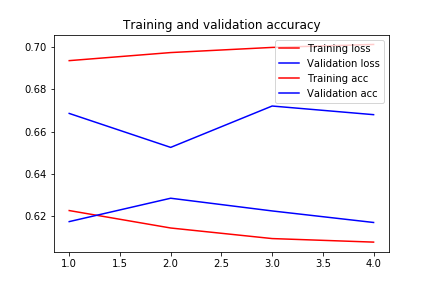 Training and validation accuracy
0.70
0.68
0.66
0.64
0.62
Training loss
Validation loss
Training acc
Validation acc
1.0 1.5 2.0 2.5 3.0 3.5 4.0